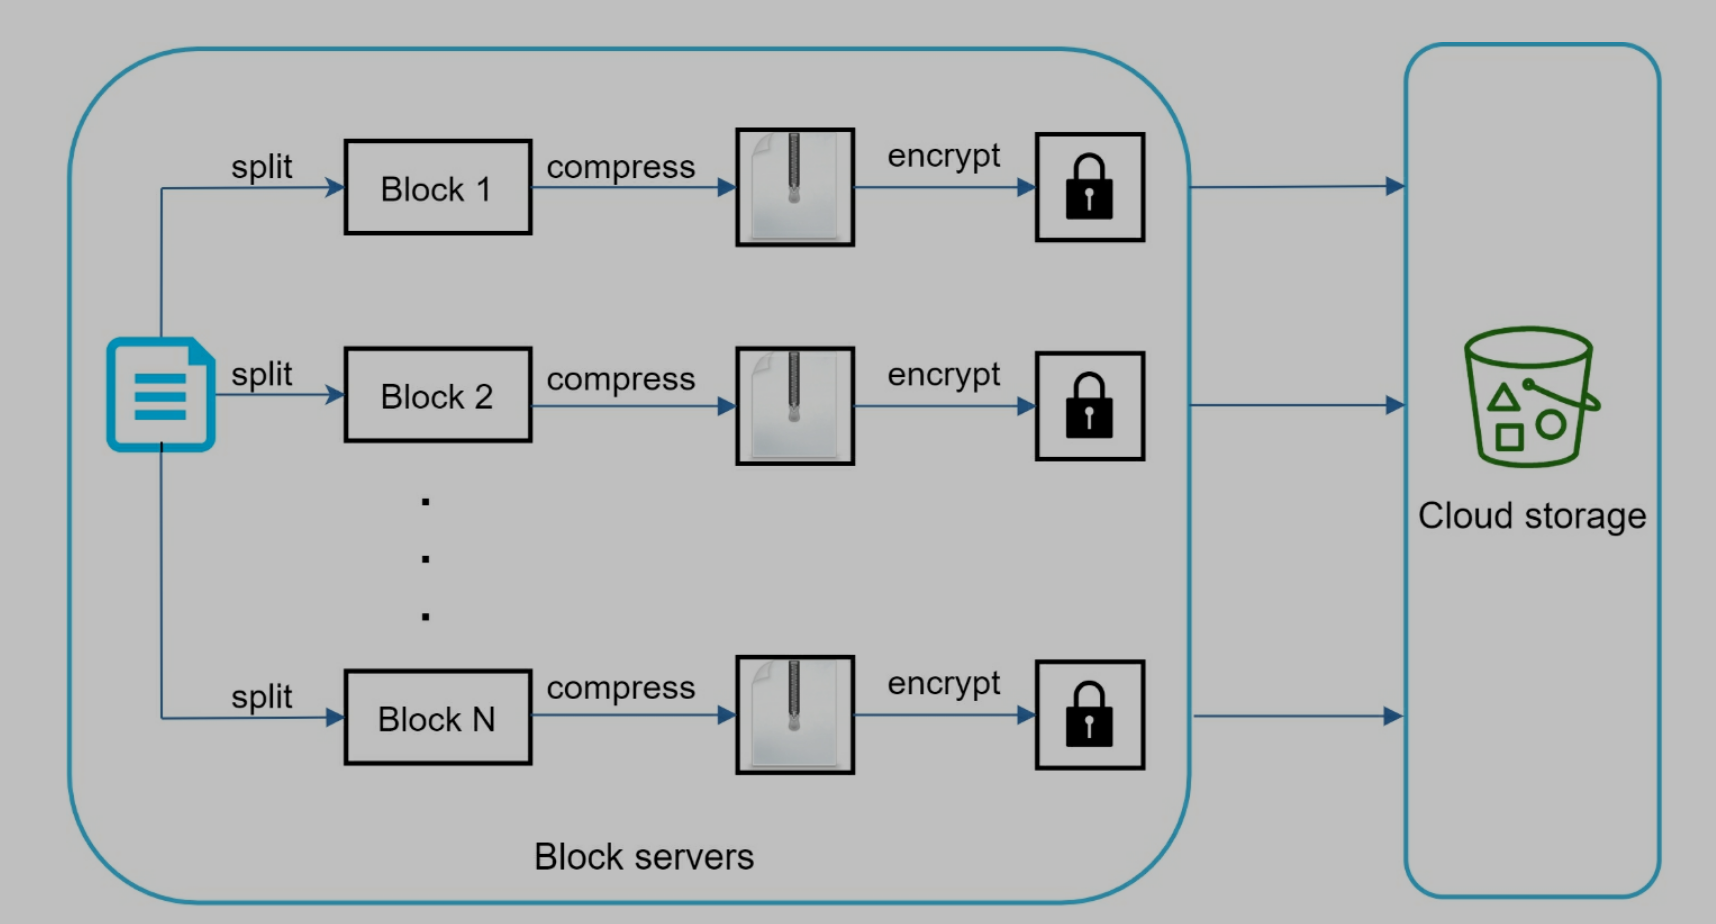 split
Block 1
compress
encrypt
split
Block 2
compress
encrypt
.
.
.
split
Block N
compress
encrypt
Block servers
Cloud storage